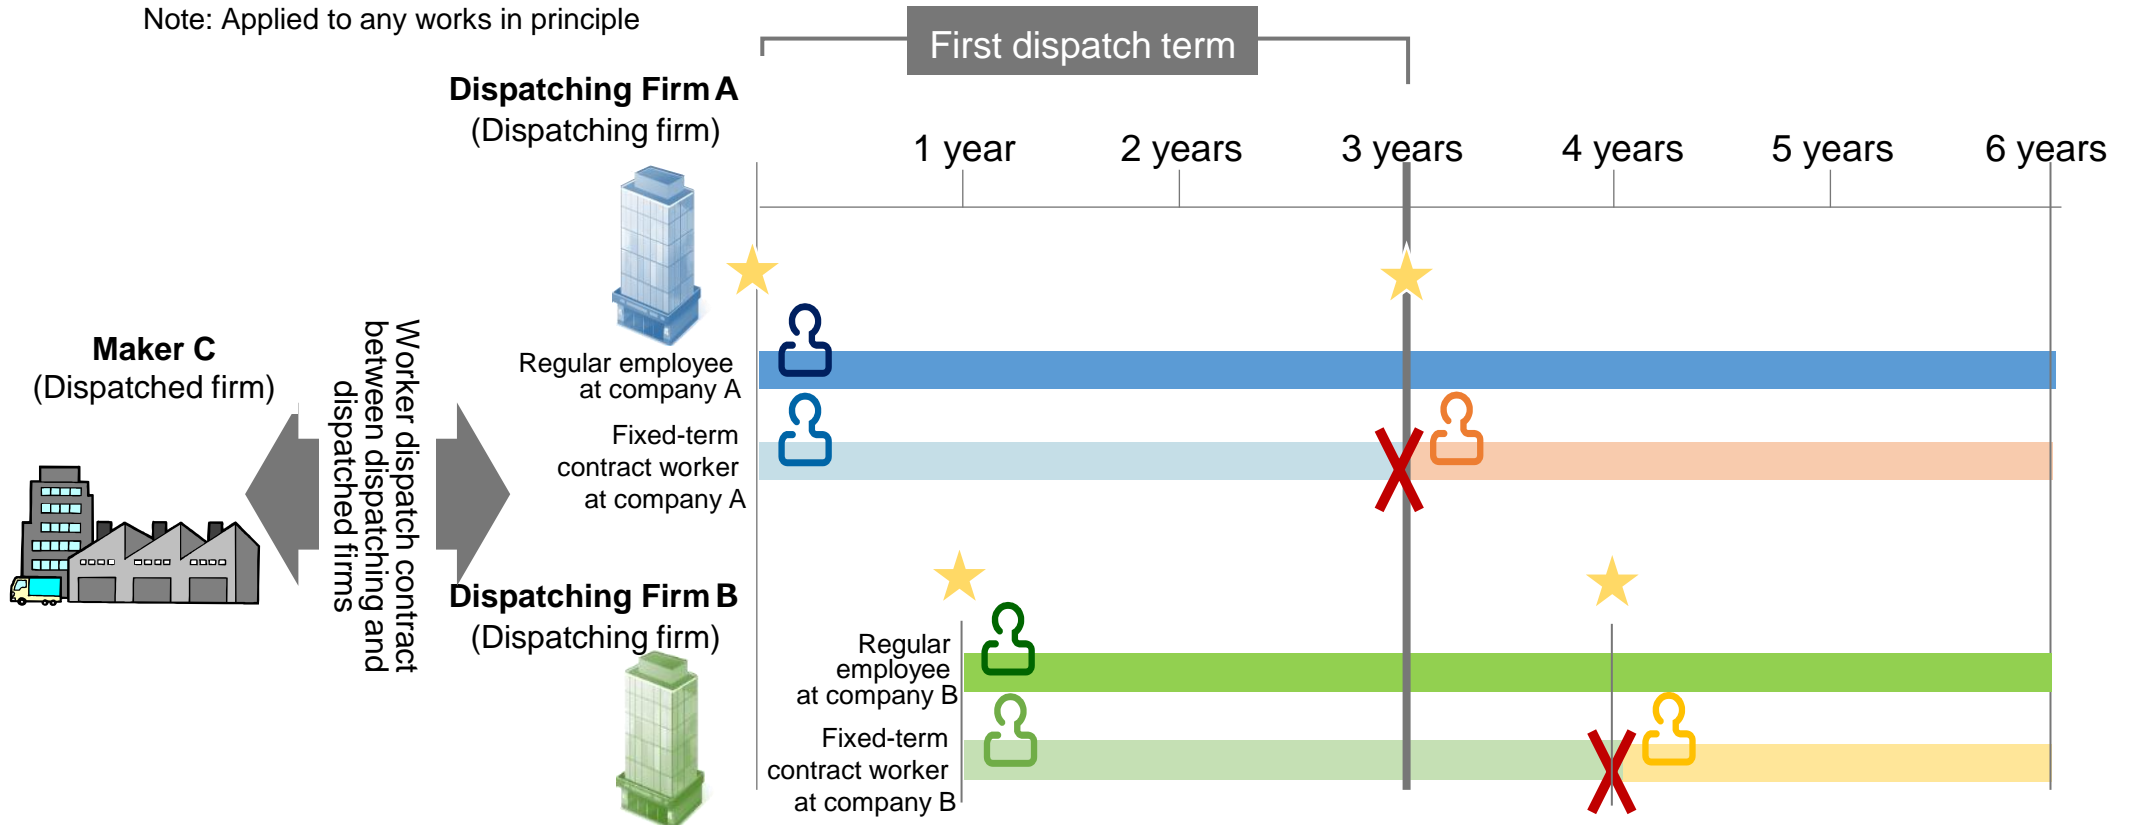 Note: Applied to any works in principle
First dispatch term
Dispatching Firm A
(Dispatching firm)
1 year
2 years
3 years
4 years
5 years
6 years
Maker C
(Dispatched firm)
Worker dispatch contract
between dispatching and
dispatched firms
Regular employee
at company A
Fixed-term
contract worker
at company A
Dispatching Firm B
(Dispatching firm)
Regular
employee
at company B
Fixed-term
contract worker
at company B